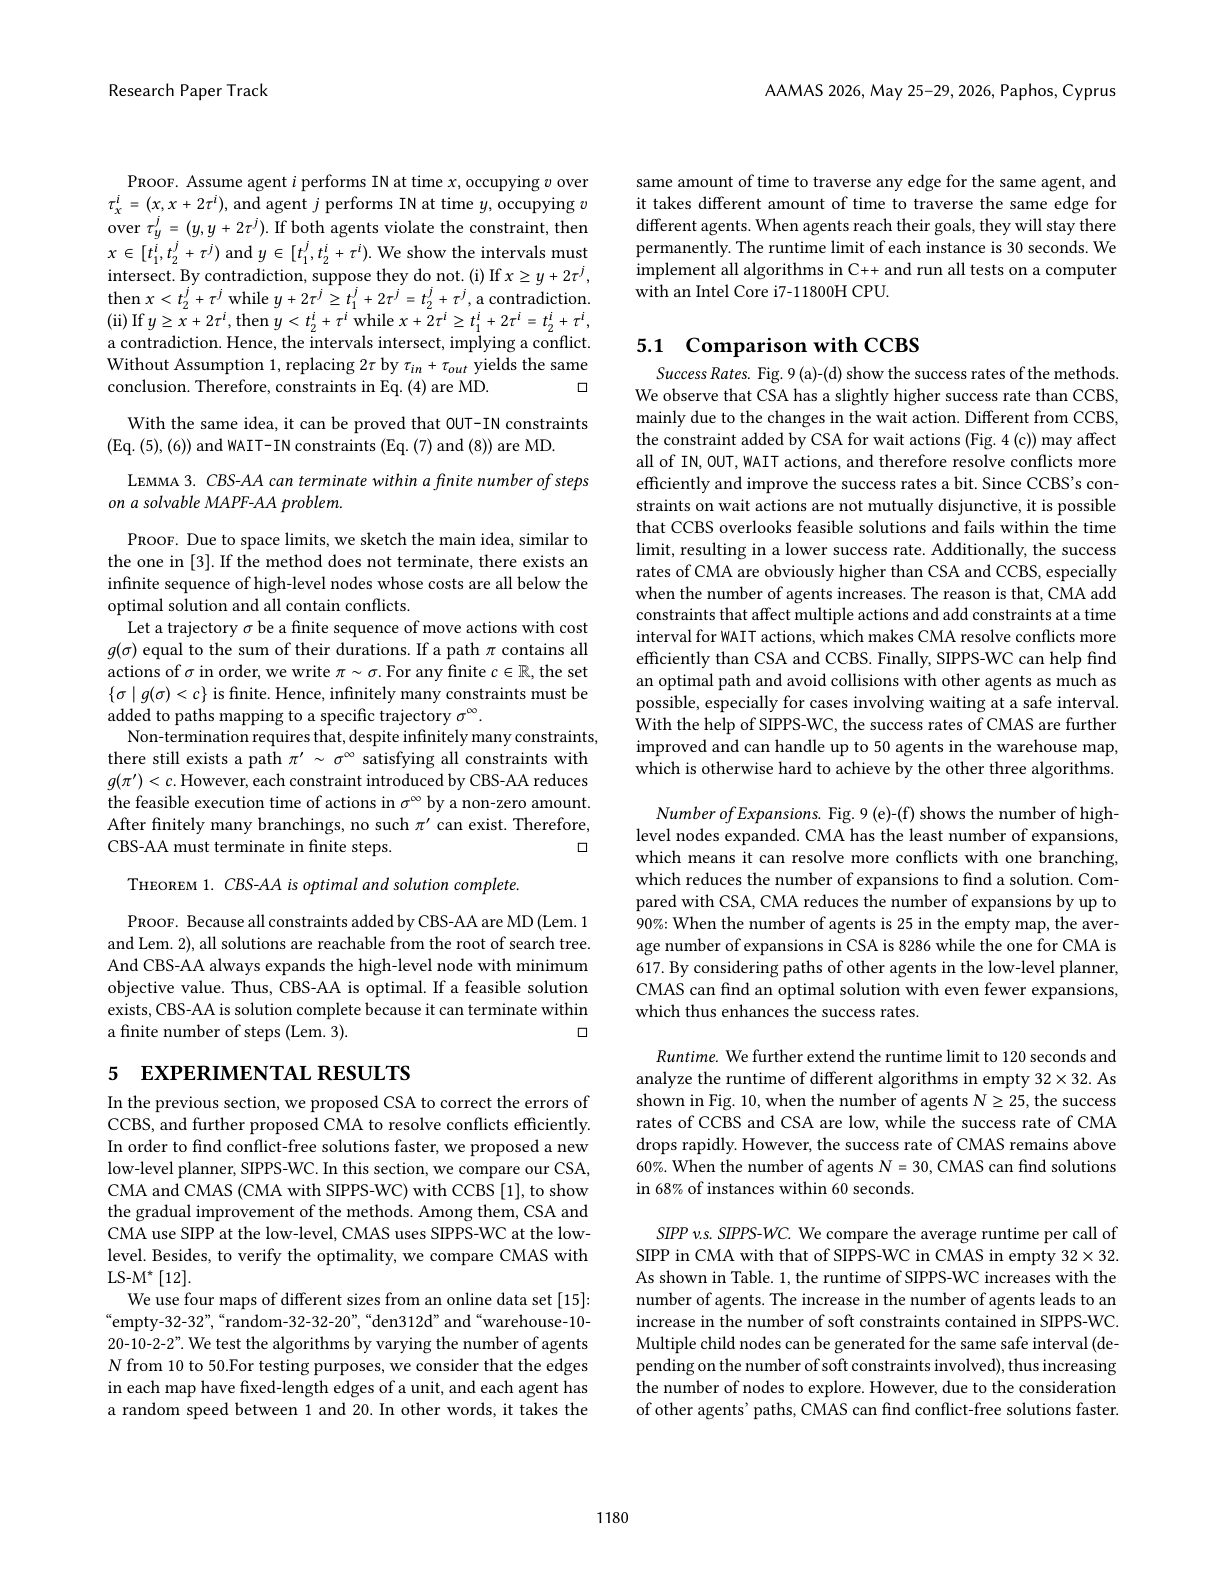 Research Paper Track
AAMAS 2026, May 25–29, 2026, Paphos, Cyprus
Proof. Assume agent i performs IN at time x, occupying v over
τ_x^i = (x, x + 2τ^i), and agent j performs IN at time y, occupying v
over τ_y^j = (y, y + 2τ^j). If both agents violate the constraint, then
x ∈ [t_1^i, t_2^j + τ^j) and y ∈ [t_1^j, t_2^i + τ^i). We show the intervals must
intersect. By contradiction, suppose they do not. (i) If x ≥ y + 2τ^j,
then x < t_2^j + τ^j while y + 2τ^j ≥ t_1^j + 2τ^j = t_2^j + τ^j, a contradiction.
(ii) If y ≥ x + 2τ^i, then y < t_2^i + τ^i while x + 2τ^i ≥ t_1^i + 2τ^i = t_2^i + τ^i,
a contradiction. Hence, the intervals intersect, implying a conflict.
Without Assumption 1, replacing 2τ by τ_in + τ_out yields the same
conclusion. Therefore, constraints in Eq. (4) are MD. □
With the same idea, it can be proved that OUT-IN constraints
(Eq. (5), (6)) and WAIT-IN constraints (Eq. (7) and (8)) are MD.
Lemma 3. CBS-AA can terminate within a finite number of steps
on a solvable MAPF-AA problem.
Proof. Due to space limits, we sketch the main idea, similar to
the one in [3]. If the method does not terminate, there exists an
infinite sequence of high-level nodes whose costs are all below the
optimal solution and all contain conflicts.
Let a trajectory σ be a finite sequence of move actions with cost
g(σ) equal to the sum of their durations. If a path π contains all
actions of σ in order, we write π ∼ σ. For any finite c ∈ ℝ, the set
{σ | g(σ) < c} is finite. Hence, infinitely many constraints must be
added to paths mapping to a specific trajectory σ^∞.
Non-termination requires that, despite infinitely many constraints,
there still exists a path π′ ∼ σ^∞ satisfying all constraints with
g(π′) < c. However, each constraint introduced by CBS-AA reduces
the feasible execution time of actions in σ^∞ by a non-zero amount.
After finitely many branchings, no such π′ can exist. Therefore,
CBS-AA must terminate in finite steps. □
Theorem 1. CBS-AA is optimal and solution complete.
Proof. Because all constraints added by CBS-AA are MD (Lem. 1
and Lem. 2), all solutions are reachable from the root of search tree.
And CBS-AA always expands the high-level node with minimum
objective value. Thus, CBS-AA is optimal. If a feasible solution
exists, CBS-AA is solution complete because it can terminate within
a finite number of steps (Lem. 3). □
5 EXPERIMENTAL RESULTS
In the previous section, we proposed CSA to correct the errors of
CCBS, and further proposed CMA to resolve conflicts efficiently.
In order to find conflict-free solutions faster, we proposed a new
low-level planner, SIPPS-WC. In this section, we compare our CSA,
CMA and CMAS (CMA with SIPPS-WC) with CCBS [1], to show
the gradual improvement of the methods. Among them, CSA and
CMA use SIPP at the low-level, CMAS uses SIPPS-WC at the low-
level. Besides, to verify the optimality, we compare CMAS with
LS-M* [12].
We use four maps of different sizes from an online data set [15]:
“empty-32-32”, “random-32-32-20”, “den312d” and “warehouse-10-
20-10-2-2”. We test the algorithms by varying the number of agents
N from 10 to 50.For testing purposes, we consider that the edges
in each map have fixed-length edges of a unit, and each agent has
a random speed between 1 and 20. In other words, it takes the
same amount of time to traverse any edge for the same agent, and
it takes different amount of time to traverse the same edge for
different agents. When agents reach their goals, they will stay there
permanently. The runtime limit of each instance is 30 seconds. We
implement all algorithms in C++ and run all tests on a computer
with an Intel Core i7-11800H CPU.
5.1 Comparison with CCBS
Success Rates. Fig. 9 (a)-(d) show the success rates of the methods.
We observe that CSA has a slightly higher success rate than CCBS,
mainly due to the changes in the wait action. Different from CCBS,
the constraint added by CSA for wait actions (Fig. 4 (c)) may affect
all of IN, OUT, WAIT actions, and therefore resolve conflicts more
efficiently and improve the success rates a bit. Since CCBS’s con-
straints on wait actions are not mutually disjunctive, it is possible
that CCBS overlooks feasible solutions and fails within the time
limit, resulting in a lower success rate. Additionally, the success
rates of CMA are obviously higher than CSA and CCBS, especially
when the number of agents increases. The reason is that, CMA add
constraints that affect multiple actions and add constraints at a time
interval for WAIT actions, which makes CMA resolve conflicts more
efficiently than CSA and CCBS. Finally, SIPPS-WC can help find
an optimal path and avoid collisions with other agents as much as
possible, especially for cases involving waiting at a safe interval.
With the help of SIPPS-WC, the success rates of CMAS are further
improved and can handle up to 50 agents in the warehouse map,
which is otherwise hard to achieve by the other three algorithms.
Number of Expansions. Fig. 9 (e)-(f) shows the number of high-
level nodes expanded. CMA has the least number of expansions,
which means it can resolve more conflicts with one branching,
which reduces the number of expansions to find a solution. Com-
pared with CSA, CMA reduces the number of expansions by up to
90%: When the number of agents is 25 in the empty map, the aver-
age number of expansions in CSA is 8286 while the one for CMA is
617. By considering paths of other agents in the low-level planner,
CMAS can find an optimal solution with even fewer expansions,
which thus enhances the success rates.
Runtime. We further extend the runtime limit to 120 seconds and
analyze the runtime of different algorithms in empty 32 × 32. As
shown in Fig. 10, when the number of agents N ≥ 25, the success
rates of CCBS and CSA are low, while the success rate of CMA
drops rapidly. However, the success rate of CMAS remains above
60%. When the number of agents N = 30, CMAS can find solutions
in 68% of instances within 60 seconds.
SIPP v.s. SIPPS-WC. We compare the average runtime per call of
SIPP in CMA with that of SIPPS-WC in CMAS in empty 32 × 32.
As shown in Table. 1, the runtime of SIPPS-WC increases with the
number of agents. The increase in the number of agents leads to an
increase in the number of soft constraints contained in SIPPS-WC.
Multiple child nodes can be generated for the same safe interval (de-
pending on the number of soft constraints involved), thus increasing
the number of nodes to explore. However, due to the consideration
of other agents’ paths, CMAS can find conflict-free solutions faster.
1180